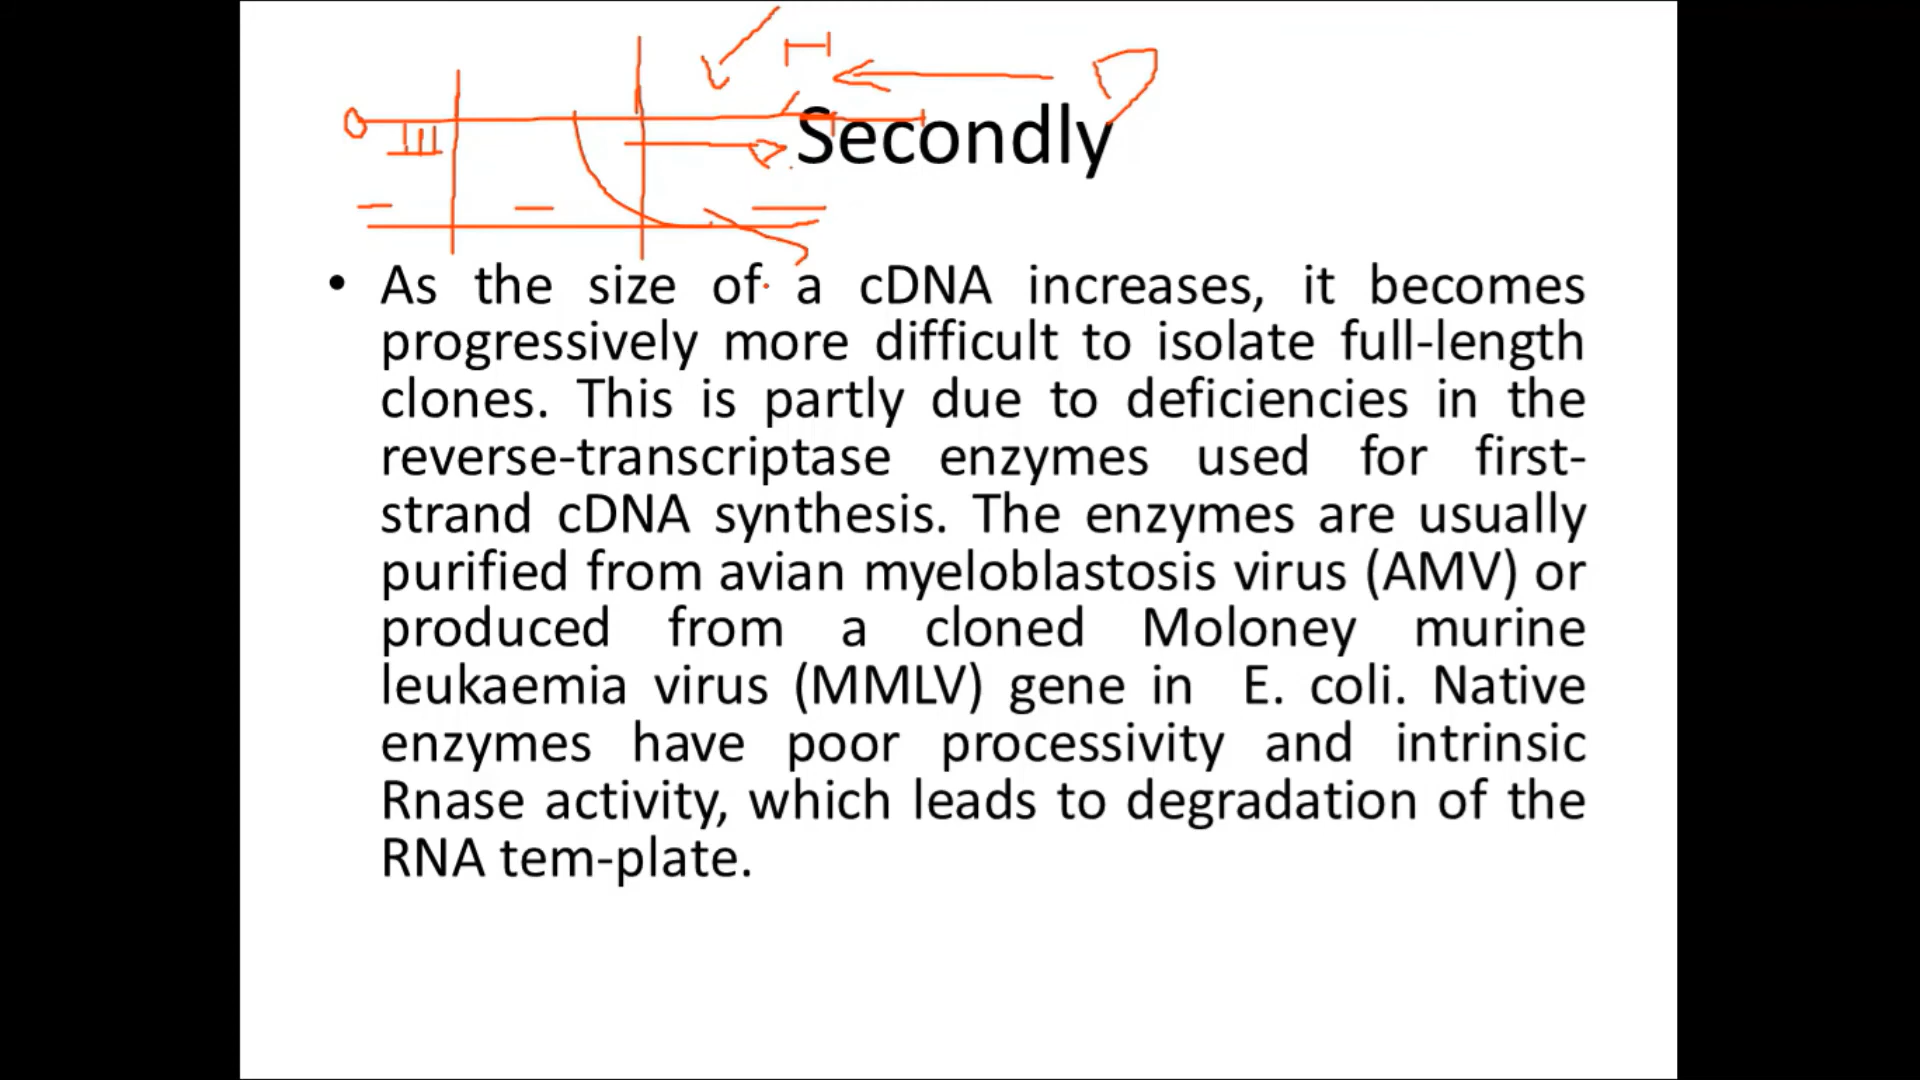 Secondly
• As the size of a cDNA increases, it becomes
progressively more difficult to isolate full-length
clones. This is partly due to deficiencies in the
reverse-transcriptase enzymes used for first-
strand cDNA synthesis. The enzymes are usually
purified from avian myeloblastosis virus (AMV) or
produced from a cloned Moloney murine
leukaemia virus (MMLV) gene in E. coli. Native
enzymes have poor processivity and intrinsic
Rnase activity, which leads to degradation of the
RNA tem-plate.